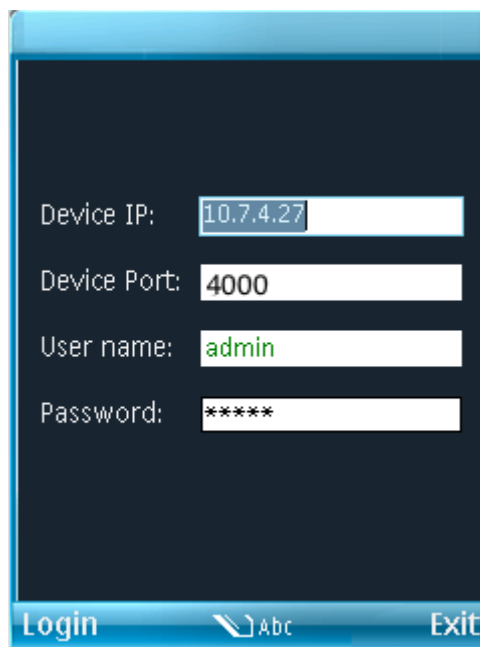 Device IP: 10.7.4.27
Device Port: 4000
User name: admin
Password: *****
Login Abc Exit